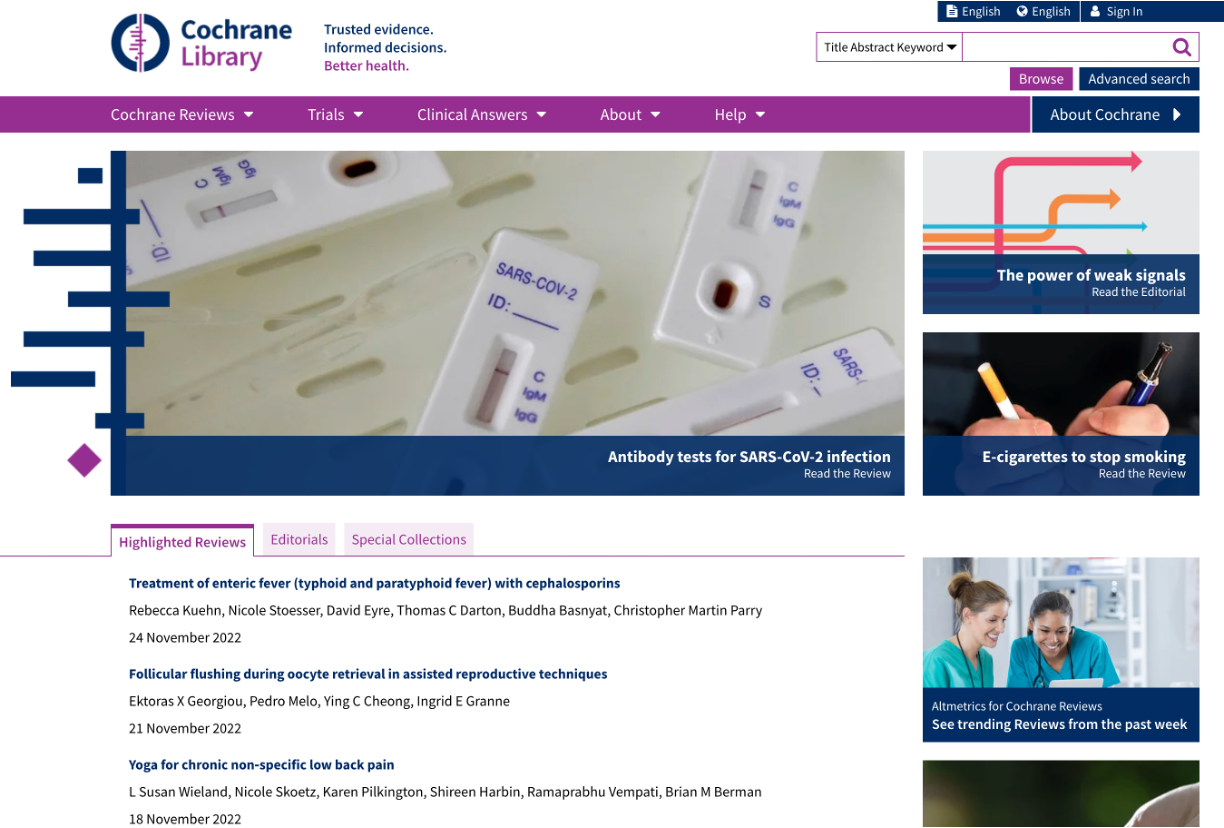 English English Sign In
Cochrane
Library
Trusted evidence.
Informed decisions.
Better health.
Title Abstract Keyword
Browse Advanced search
Cochrane Reviews Trials Clinical Answers About Help About Cochrane
C IgM IgG
ID:
C
IgM
IgG
S
SARS-COV-2
ID:
C
IgM
IgG
SARS-
ID:
Antibody tests for SARS-CoV-2 infection
Read the Review
The power of weak signals
Read the Editorial
E-cigarettes to stop smoking
Read the Review
Highlighted Reviews Editorials Special Collections
Treatment of enteric fever (typhoid and paratyphoid fever) with cephalosporins
Rebecca Kuehn, Nicole Stoesser, David Eyre, Thomas C Darton, Buddha Basnyat, Christopher Martin Parry
24 November 2022
Follicular flushing during oocyte retrieval in assisted reproductive techniques
Ektoras X Georgiou, Pedro Melo, Ying C Cheong, Ingrid E Granne
21 November 2022
Yoga for chronic non-specific low back pain
L Susan Wieland, Nicole Skoetz, Karen Pilkington, Shireen Harbin, Ramaprabhu Vempati, Brian M Berman
18 November 2022
Altmetrics for Cochrane Reviews
See trending Reviews from the past week